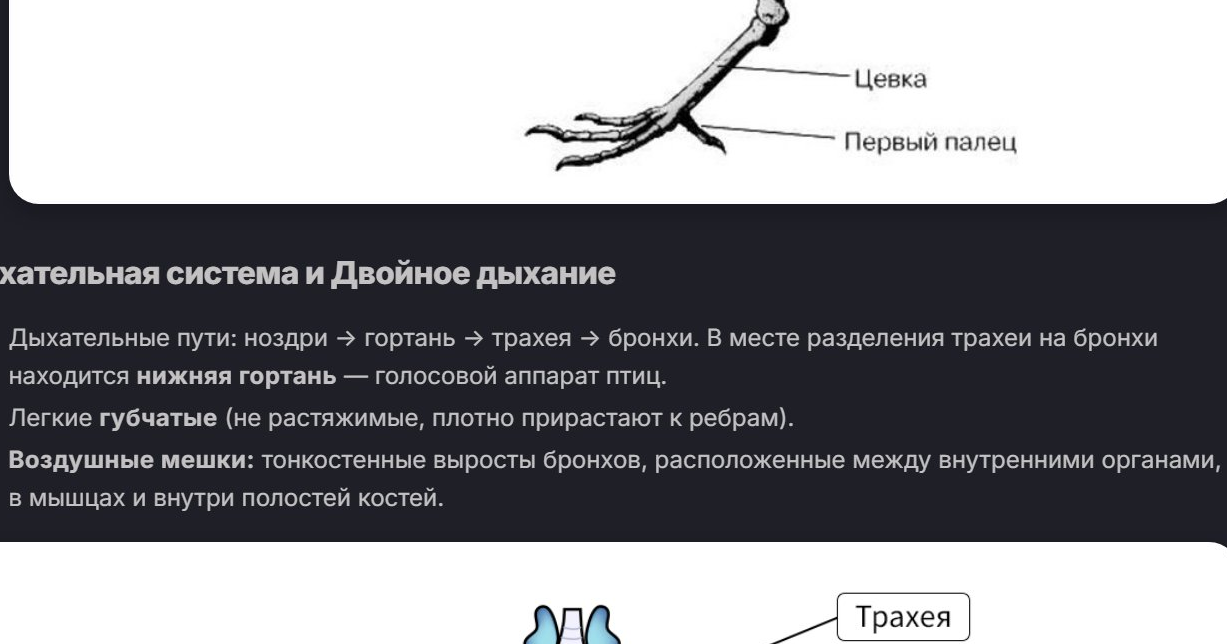 Цевка
Первый палец
хательная система и Двойное дыхание
Дыхательные пути: ноздри → гортань → трахея → бронхи. В месте разделения трахеи на бронхи
находится нижняя гортань — голосовой аппарат птиц.
Легкие губчатые (не растяжимые, плотно прирастают к ребрам).
Воздушные мешки: тонкостенные выросты бронхов, расположенные между внутренними органами,
в мышцах и внутри полостей костей.
Трахея